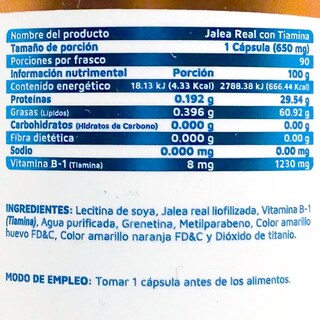 Nombre del producto Jalea Real con Tiamina
Tamaño de porción 1 Cápsula (650 mg)
Porciones por frasco 90
Información nutrimental Porción 100 g
Contenido energético 18.13 kJ (4.33 Kcal) 2788.38 kJ (666.44 Kcal)
Proteínas 0.192 g 29.54 g
Grasas (Lípidos) 0.396 g 60.92 g
Carbohidratos (Hidratos de Carbono) 0.000 g 0.00 g
Fibra dietética 0.000 g 0.00 g
Sodio 0.000 mg 0.00 mg
Vitamina B-1 (Tiamina) 8 mg 1230 mg
INGREDIENTES: Lecitina de soya, Jalea real liofilizada, Vitamina B-1
(Tiamina), Agua purificada, Grenetina, Metilparabeno, Color amarillo
huevo FD&C, Color amarillo naranja FD&C y Dióxido de titanio.
MODO DE EMPLEO: Tomar 1 cápsula antes de los alimentos.